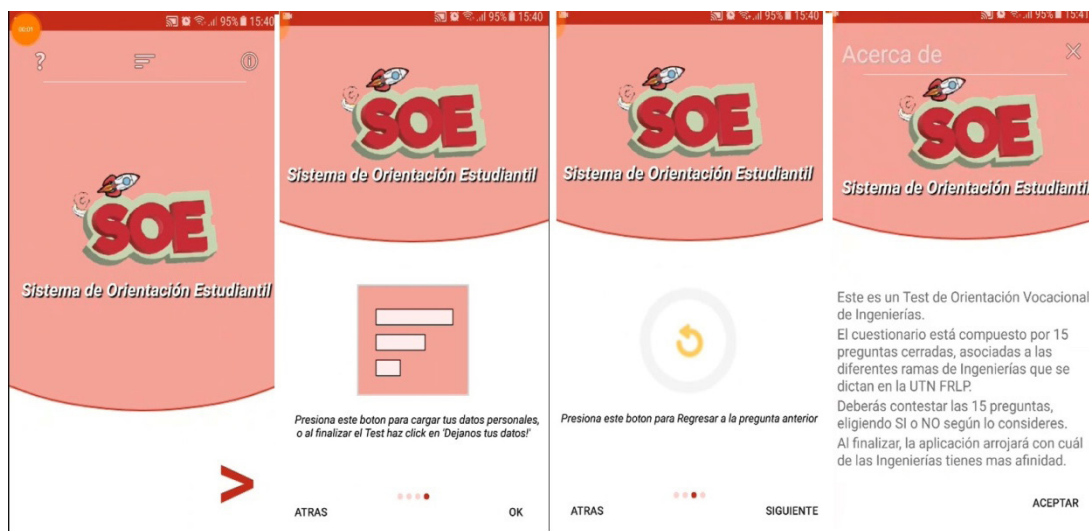 95% 15:40
00:01
?
SOE
Sistema de Orientación Estudiantil
>
95% 15:40
SOE
Sistema de Orientación Estudiantil
Presiona este boton para cargar tus datos personales,
o al finalizar el Test haz click en 'Dejanos tus datos!'
ATRAS OK
95% 15:40
SOE
Sistema de Orientación Estudiantil
Presiona este boton para Regresar a la pregunta anterior
ATRAS SIGUIENTE
95% 15:41
Acerca de
SOE
Sistema de Orientación Estudiantil
Este es un Test de Orientación Vocacional
de Ingenierías.
El cuestionario está compuesto por 15
preguntas cerradas, asociadas a las
diferentes ramas de Ingenierías que se
dictan en la UTN FRLP.
Deberás contestar las 15 preguntas,
eligiendo SI o NO según lo consideres.
Al finalizar, la aplicación arrojará con cuál
de las Ingenierías tienes mas afinidad.
ACEPTAR